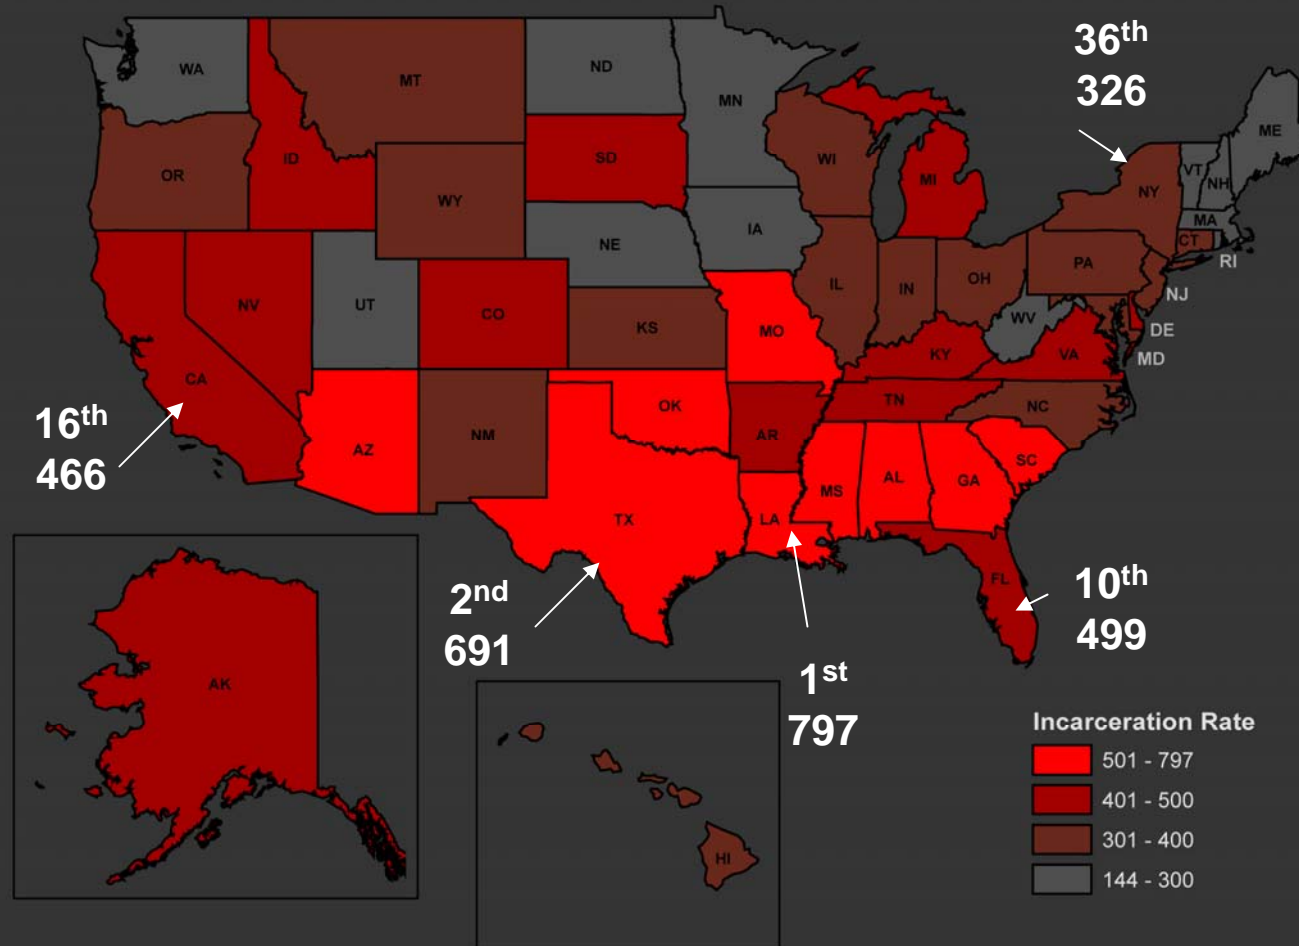 36th
326
WA
MT
ND
MN
ME
OR
ID
SD
WI
MI
VT
NH
NY
MA
WY
CT
RI
NE
IA
PA
NV
UT
CO
IL
IN
OH
NJ
KS
MO
WV
DE
KY
VA
MD
CA
16th
466
AZ
NM
OK
AR
TN
NC
TX
LA
MS
AL
GA
SC
FL
2nd
691
1st
797
10th
499
AK
HI
Incarceration Rate
501 - 797
401 - 500
301 - 400
144 - 300